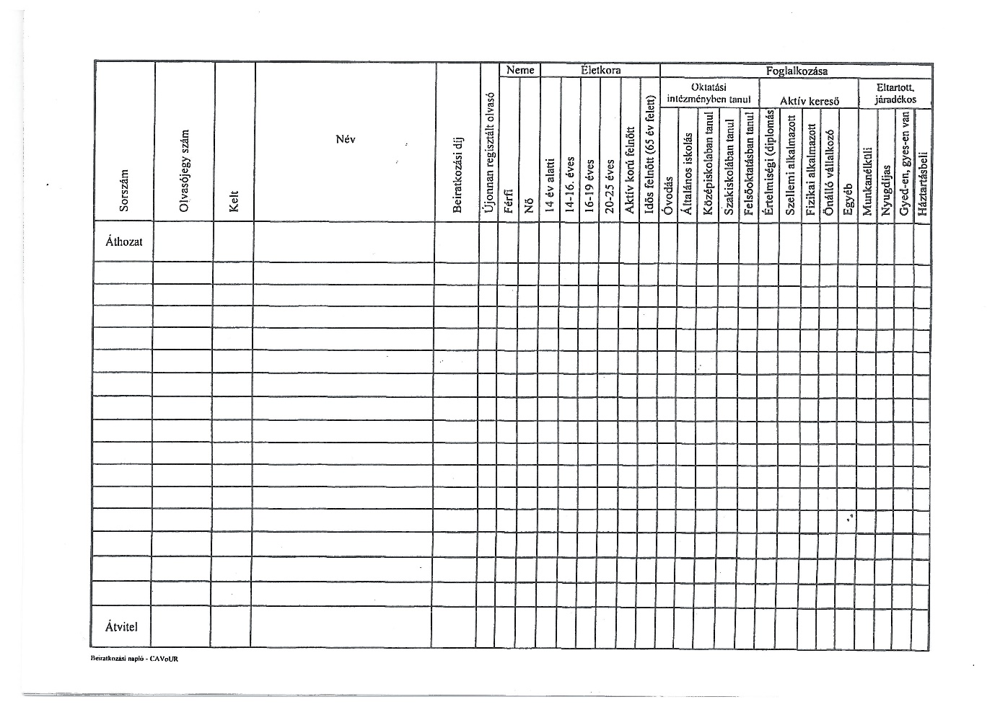 Sorszám
Olvasójegy szám
Kelt
Név
Beiratkozási díj
Újonnan regisztált olvasó
Neme
Férfi
Nő
Életkora
14 év alatti
14-16. éves
16-19 éves
20-25 éves
Aktív korú felnőtt
Idős felnőtt (65 év felett)
Foglalkozása
Oktatási
intézményben tanul
Óvodás
Általános iskolás
Középiskolában tanul
Szakiskolában tanul
Felsőoktatásban tanul
Aktív kereső
Értelmiségi (diplomás
Szellemi alkalmazott
Fizikai alkalmazott
Önálló vállalkozó
Egyéb
Eltartott,
járadékos
Munkanélküli
Nyugdíjas
Gyed-en, gyes-en van
Háztartásbeli
Áthozat
Átvitel
Beiratkozási napló - CAVoUR